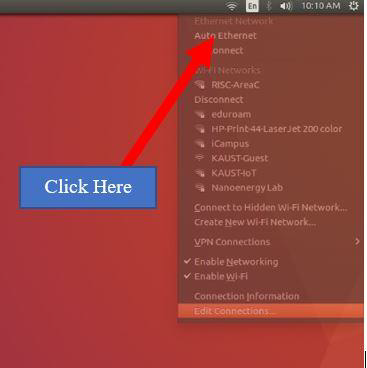 En 10:10 AM
Ethernet Network
Auto Ethernet
Wi-Fi Networks
RISC-AreaC
Disconnect
eduroam
HP-Print-44-LaserJet 200 color
iCampus
KAUST-Guest
KAUST-IoT
Nanoenergy Lab
Connect to Hidden Wi-Fi Network...
Create New Wi-Fi Network...
VPN Connections
Enable Networking
Enable Wi-Fi
Connection Information
Edit Connections...
Click Here